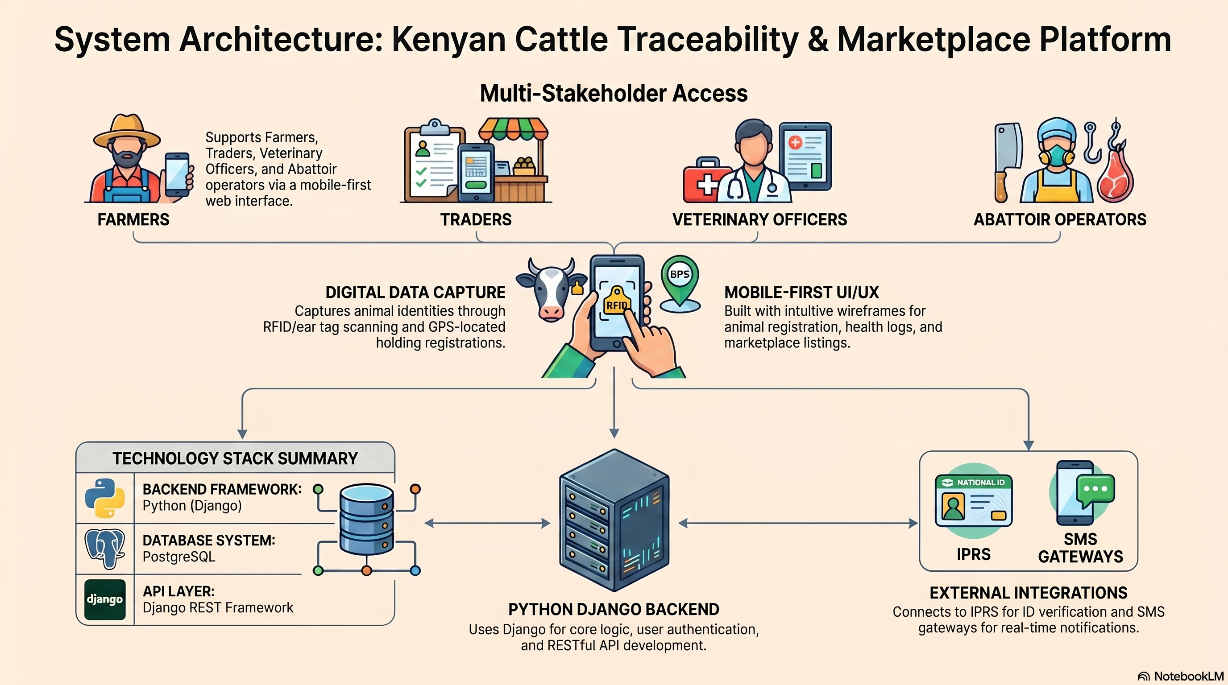 System Architecture: Kenyan Cattle Traceability & Marketplace Platform
Multi-Stakeholder Access
Supports Farmers,
Traders, Veterinary
Officers, and Abattoir
operators via a mobile-first
web interface.
FARMERS
TRADERS
VETERINARY OFFICERS
ABATTOIR OPERATORS
DIGITAL DATA CAPTURE
Captures animal identities through
RFID/ear tag scanning and GPS-located
holding registrations.
RFID
BPS
MOBILE-FIRST UI/UX
Built with intuitive wireframes for
animal registration, health logs, and
marketplace listings.
TECHNOLOGY STACK SUMMARY
BACKEND FRAMEWORK:
Python (Django)
DATABASE SYSTEM:
PostgreSQL
django
API LAYER:
Django REST Framework
PYTHON DJANGO BACKEND
Uses Django for core logic, user authentication,
and RESTful API development.
NATIONAL ID
IPRS
SMS
GATEWAYS
EXTERNAL INTEGRATIONS
Connects to IPRS for ID verification and SMS
gateways for real-time notifications.
NotebookLM